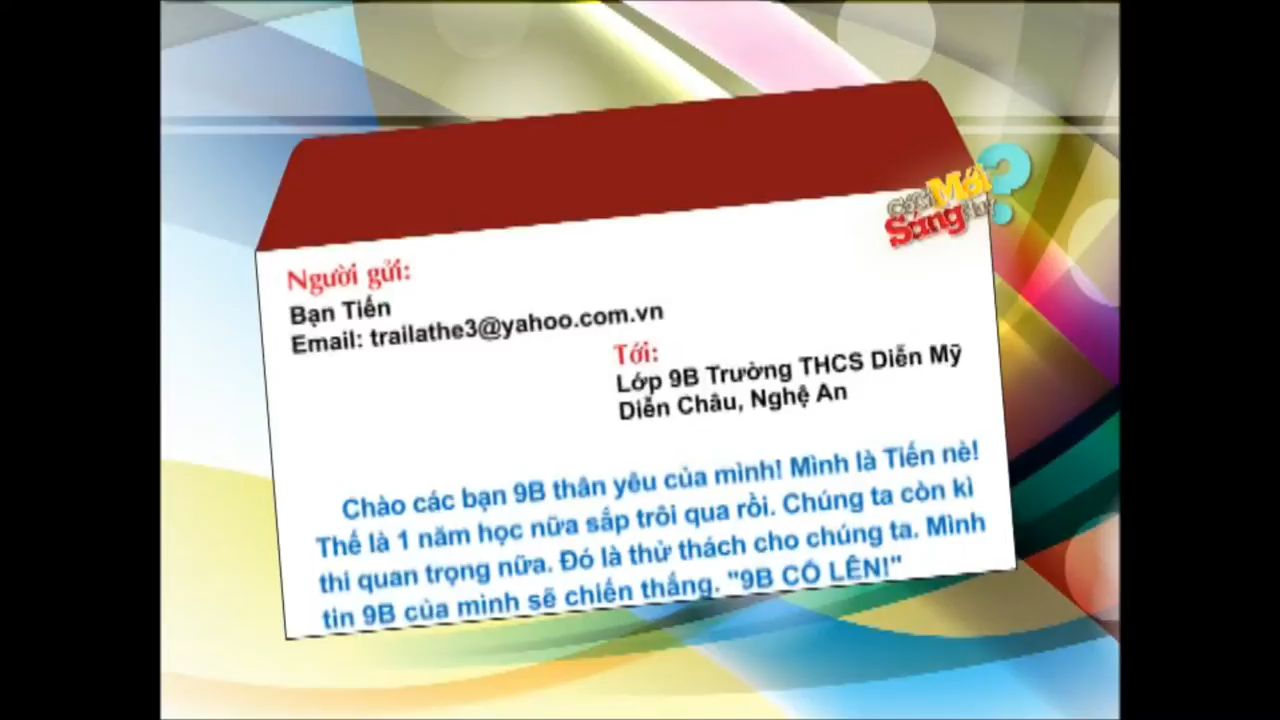 Mới
Sáng
Người gửi:
Bạn Tiến
Email: trailathe3@yahoo.com.vn
Tới:
Lớp 9B Trường THCS Diễn Mỹ
Diễn Châu, Nghệ An
Chào các bạn 9B thân yêu của mình! Mình là Tiến nè!
Thế là 1 năm học nữa sắp trôi qua rồi. Chúng ta còn kì
thi quan trọng nữa. Đó là thử thách cho chúng ta. Mình
tin 9B của mình sẽ chiến thắng. "9B CỐ LÊN!"